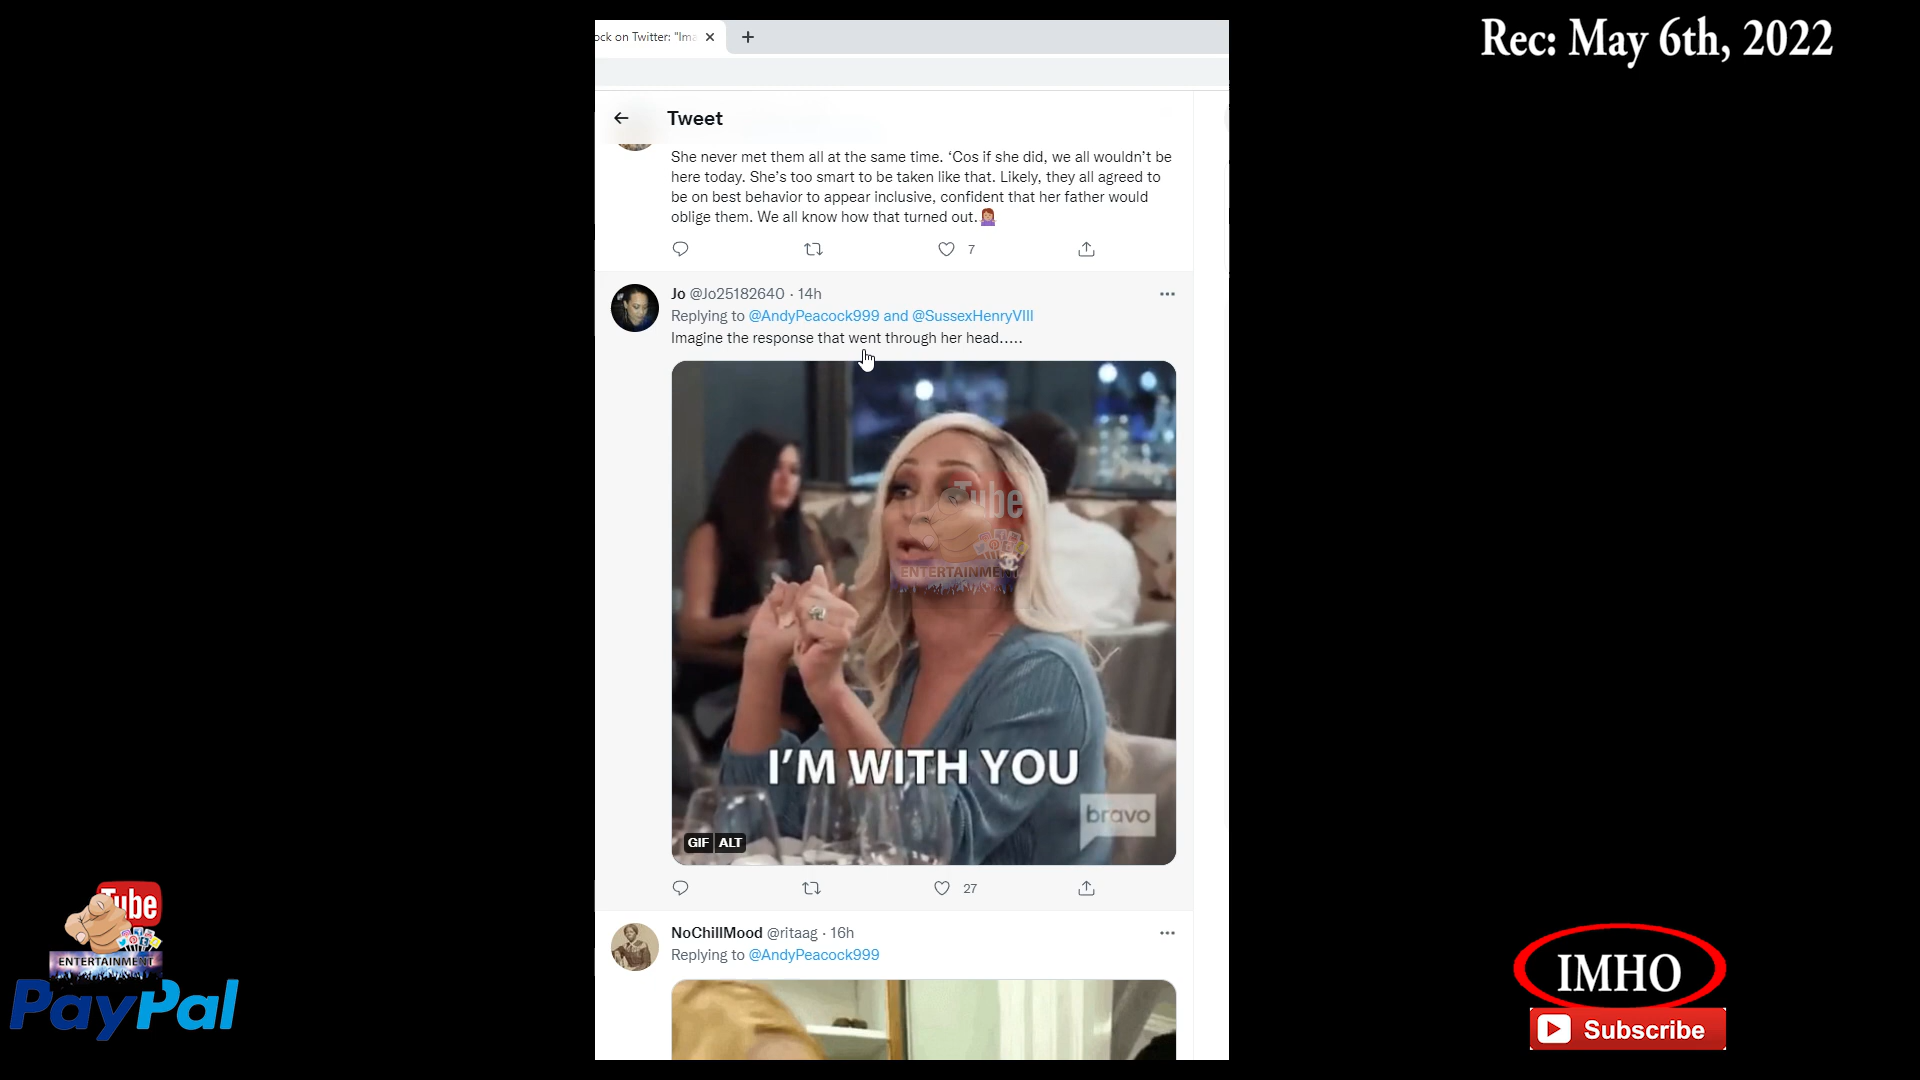 Rec: May 6th, 2022
ock on Twitter: "Ima
Tweet
She never met them all at the same time. ‘Cos if she did, we all wouldn’t be
here today. She’s too smart to be taken like that. Likely, they all agreed to
be on best behavior to appear inclusive, confident that her father would
oblige them. We all know how that turned out.
7
Jo @Jo25182640 · 14h
Replying to @AndyPeacock999 and @SussexHenryVIII
Imagine the response that went through her head.....
Tube
ENTERTAINMENT
I'M WITH YOU
bravo
GIF ALT
27
NoChillMood @ritaag · 16h
Replying to @AndyPeacock999
Tube
ENTERTAINMENT
PayPal
IMHO
Subscribe